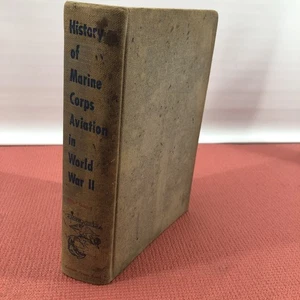 History
of
Marine
Corps
Aviation
in
World
War II